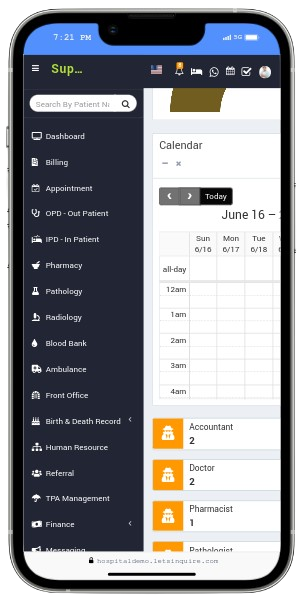 7:21 PM
5G
Sup...
Search By Patient N
Dashboard
Billing
Appointment
OPD - Out Patient
IPD - In Patient
Pharmacy
Pathology
Radiology
Blood Bank
Ambulance
Front Office
Birth & Death Record
Human Resource
Referral
TPA Management
Finance
Messaging
Calendar
Today
June 16 –
Sun Mon Tue
6/16 6/17 6/18
all-day
12am
1am
2am
3am
4am
Accountant
2
Doctor
2
Pharmacist
1
Pathologist
hospitaldemo.letsinquire.com